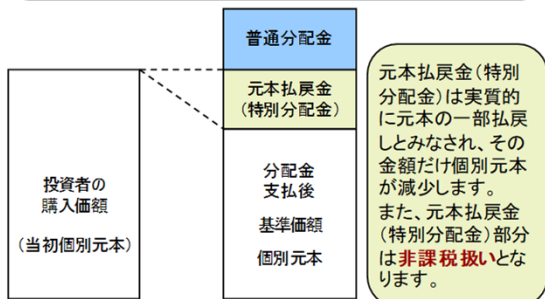 普通分配金
元本払戻金
(特別分配金)
投資者の
購入価額
(当初個別元本)
分配金
支払後
基準価額
個別元本
元本払戻金(特別
分配金)は実質的
に元本の一部払戻
しとみなされ、その
金額だけ個別元本
が減少します。
また、元本払戻金
(特別分配金)部分
は非課税扱いとな
ります。